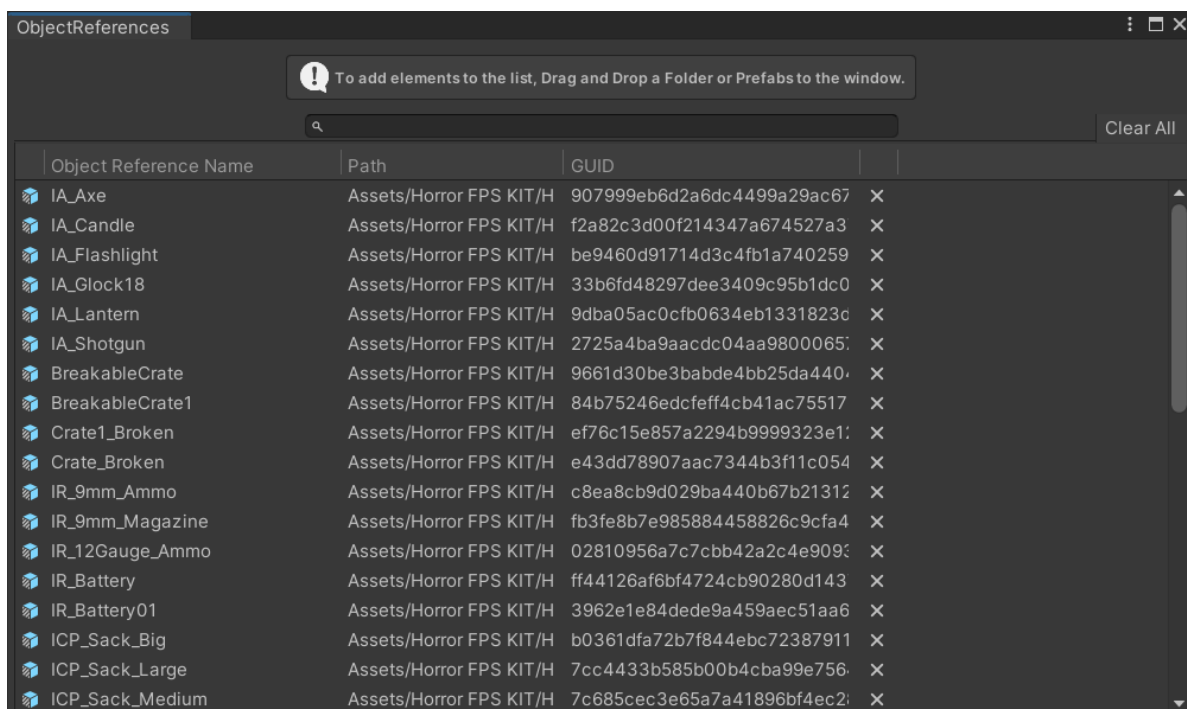 ObjectReferences
To add elements to the list, Drag and Drop a Folder or Prefabs to the window.
Clear All
Object Reference Name Path GUID
IA_Axe Assets/Horror FPS KIT/H 907999eb6d2a6dc4499a29ac67
IA_Candle Assets/Horror FPS KIT/H f2a82c3d00f214347a674527a3
IA_Flashlight Assets/Horror FPS KIT/H be9460d91714d3c4fb1a740259
IA_Glock18 Assets/Horror FPS KIT/H 33b6fd48297dee3409c95b1dc0
IA_Lantern Assets/Horror FPS KIT/H 9dba05ac0cfb0634eb1331823d
IA_Shotgun Assets/Horror FPS KIT/H 2725a4ba9aacdc04aa98000657
BreakableCrate Assets/Horror FPS KIT/H 9661d30be3babde4bb25da4404
BreakableCrate1 Assets/Horror FPS KIT/H 84b75246edcfeff4cb41ac75517
Crate1_Broken Assets/Horror FPS KIT/H ef76c15e857a2294b9999323e12
Crate_Broken Assets/Horror FPS KIT/H e43dd78907aac7344b3f11c054
IR_9mm_Ammo Assets/Horror FPS KIT/H c8ea8cb9d029ba440b67b21312
IR_9mm_Magazine Assets/Horror FPS KIT/H fb3fe8b7e985884458826c9cfa4
IR_12Gauge_Ammo Assets/Horror FPS KIT/H 02810956a7c7cbb42a2c4e9093
IR_Battery Assets/Horror FPS KIT/H ff44126af6bf4724cb90280d143
IR_Battery01 Assets/Horror FPS KIT/H 3962e1e84dede9a459aec51aa6
ICP_Sack_Big Assets/Horror FPS KIT/H b0361dfa72b7f844ebc72387911
ICP_Sack_Large Assets/Horror FPS KIT/H 7cc4433b585b00b4cba99e756
ICP_Sack_Medium Assets/Horror FPS KIT/H 7c685cec3e65a7a41896bf4ec2